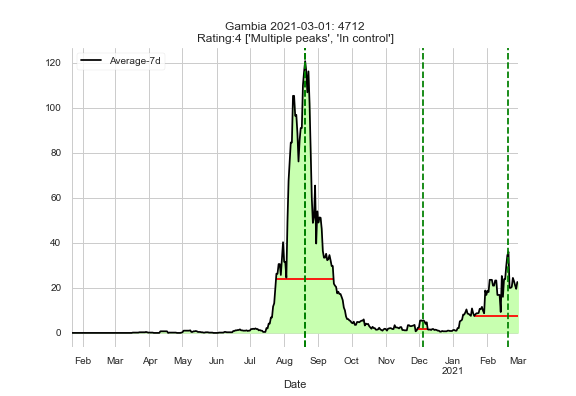 Gambia 2021-03-01: 4712
Rating:4 ['Multiple peaks', 'In control']
Average-7d
120
100
80
60
40
20
0
Feb Mar Apr May Jun Jul Aug Sep Oct Nov Dec Jan Feb Mar
2021
Date